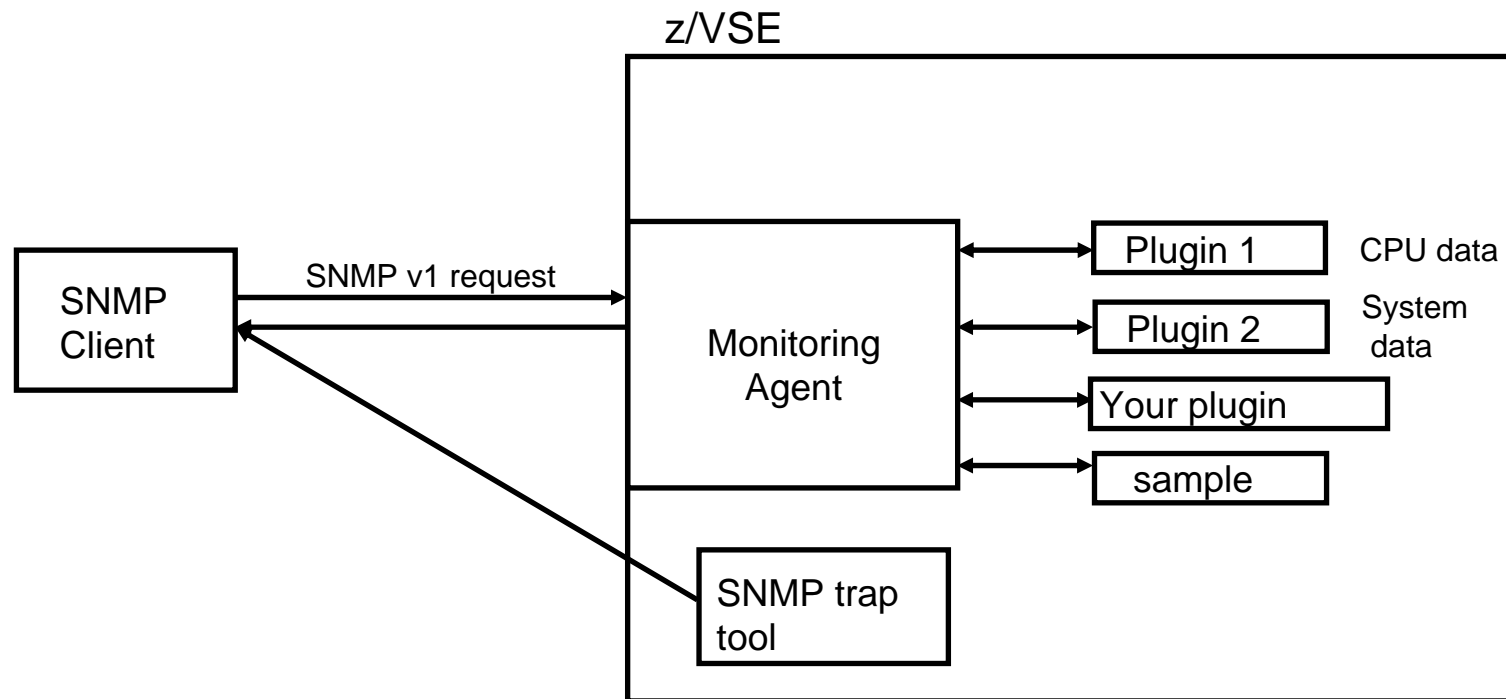 z/VSE
SNMP
Client
SNMP v1 request
Monitoring
Agent
Plugin 1
CPU data
Plugin 2
System
data
Your plugin
sample
SNMP trap
tool